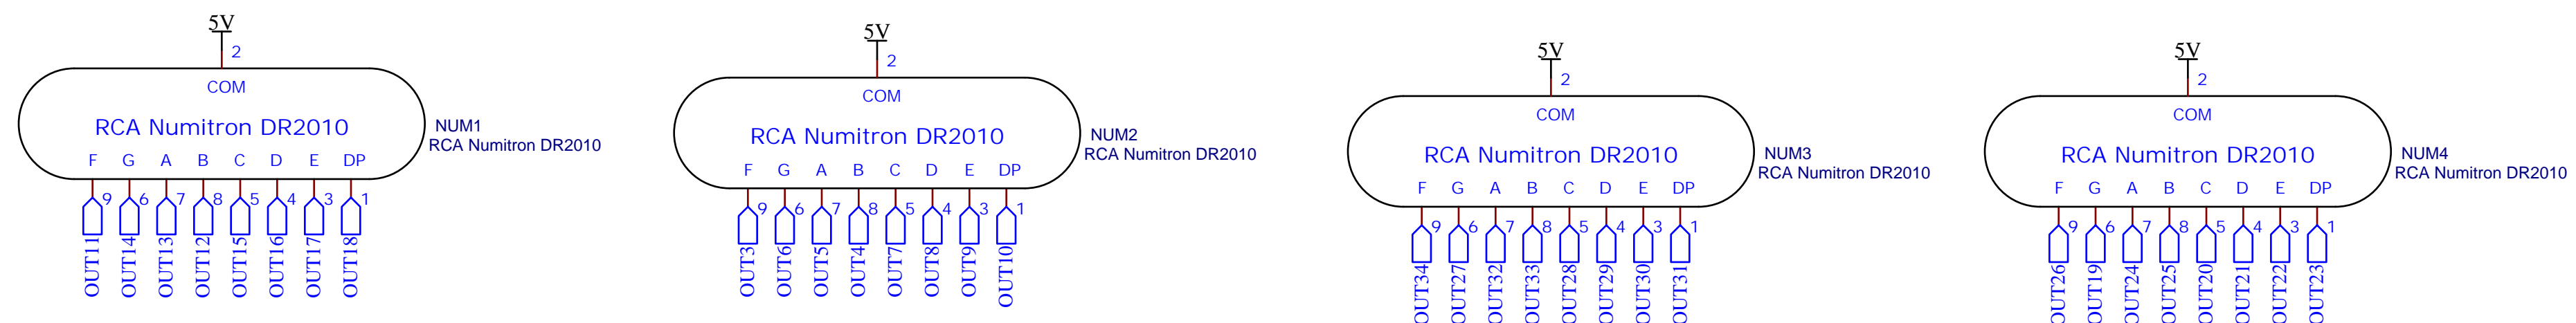 5V
2
COM
RCA Numitron DR2010
F G A B C D E DP
9 6 7 8 5 4 3 1
OUT11 OUT14 OUT13 OUT12 OUT15 OUT16 OUT17 OUT18
NUM1
RCA Numitron DR2010
5V
2
COM
RCA Numitron DR2010
F G A B C D E DP
9 6 7 8 5 4 3 1
OUT3 OUT6 OUT5 OUT4 OUT7 OUT8 OUT9 OUT10
NUM2
RCA Numitron DR2010
5V
2
COM
RCA Numitron DR2010
F G A B C D E DP
9 6 7 8 5 4 3 1
OUT34 OUT27 OUT32 OUT33 OUT28 OUT29 OUT30 OUT31
NUM3
RCA Numitron DR2010
5V
2
COM
RCA Numitron DR2010
F G A B C D E DP
9 6 7 8 5 4 3 1
OUT26 OUT19 OUT24 OUT25 OUT20 OUT21 OUT22 OUT23
NUM4
RCA Numitron DR2010